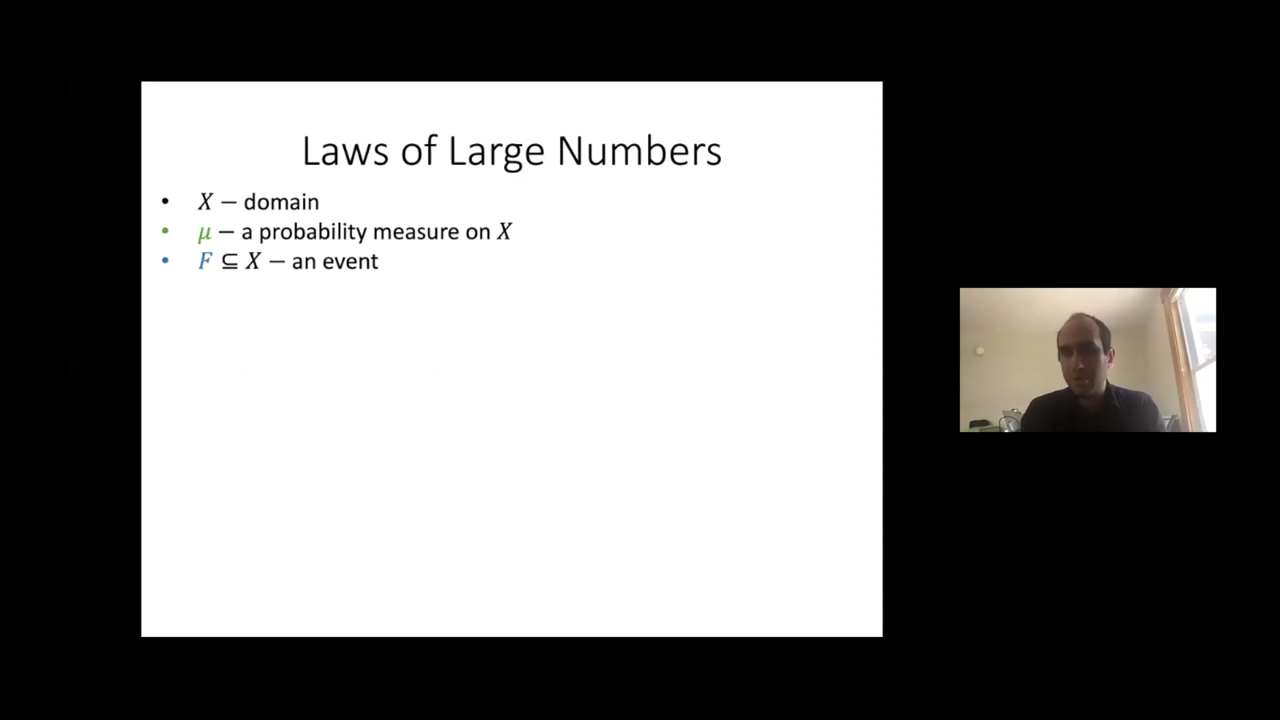 Laws of Large Numbers
• X – domain
• μ – a probability measure on X
• F ⊆ X – an event